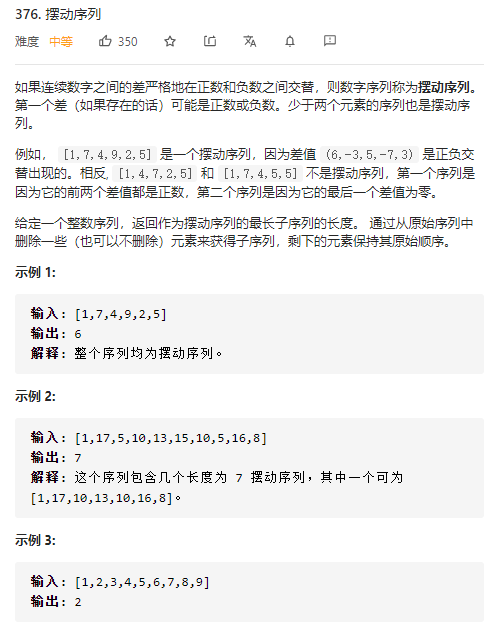 376. 摆动序列
难度 中等 350
如果连续数字之间的差严格地在正数和负数之间交替，则数字序列称为摆动序列。
第一个差（如果存在的话）可能是正数或负数。少于两个元素的序列也是摆动序
列。
例如， [1,7,4,9,2,5] 是一个摆动序列，因为差值 (6,-3,5,-7,3) 是正负交
替出现的。相反, [1,4,7,2,5] 和 [1,7,4,5,5] 不是摆动序列，第一个序列是
因为它的前两个差值都是正数，第二个序列是因为它的最后一个差值为零。
给定一个整数序列，返回作为摆动序列的最长子序列的长度。 通过从原始序列中
删除一些（也可以不删除）元素来获得子序列，剩下的元素保持其原始顺序。
示例 1:
输入: [1,7,4,9,2,5]
输出: 6
解释: 整个序列均为摆动序列。
示例 2:
输入: [1,17,5,10,13,15,10,5,16,8]
输出: 7
解释: 这个序列包含几个长度为 7 摆动序列，其中一个可为
[1,17,10,13,10,16,8]。
示例 3:
输入: [1,2,3,4,5,6,7,8,9]
输出: 2